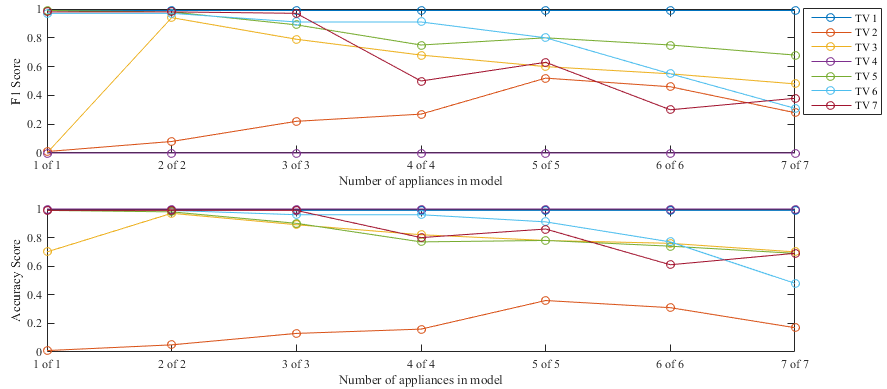 1
0.8
0.6
0.4
0.2
0
F1 Score
1 of 1
2 of 2
3 of 3
4 of 4
5 of 5
6 of 6
7 of 7
Number of appliances in model
TV 1
TV 2
TV 3
TV 4
TV 5
TV 6
TV 7
1
0.8
0.6
0.4
0.2
0
Accuracy Score
1 of 1
2 of 2
3 of 3
4 of 4
5 of 5
6 of 6
7 of 7
Number of appliances in model